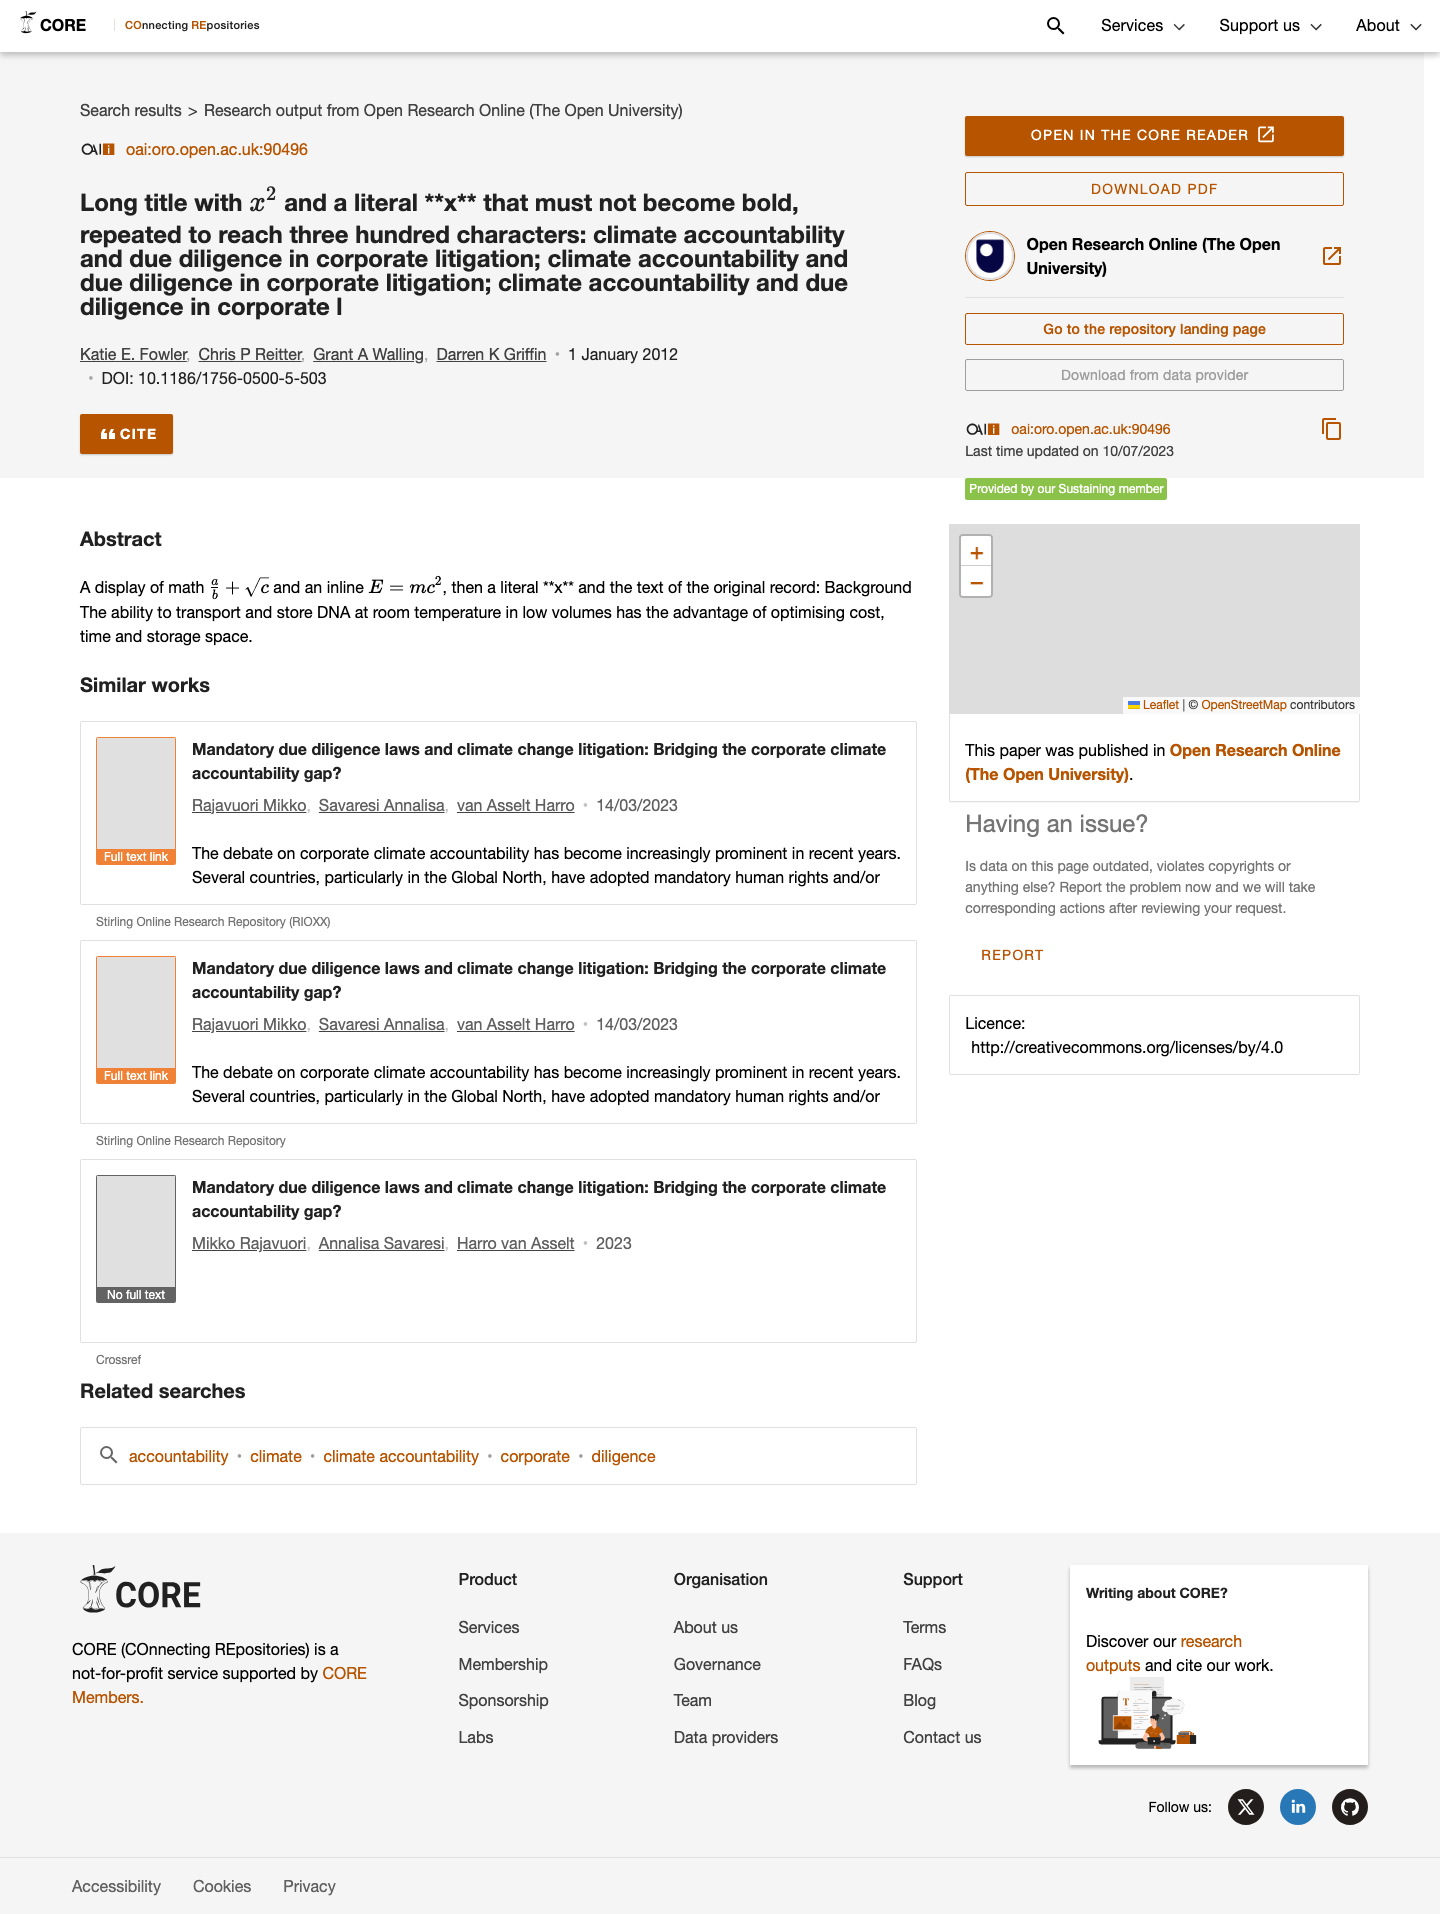 CORE
COnnecting REpositories
Services
Support us
About
Search results > Research output from Open Research Online (The Open University)
OAI oai:oro.open.ac.uk:90496
Long title with x² and a literal **x** that must not become bold,
repeated to reach three hundred characters: climate accountability
and due diligence in corporate litigation; climate accountability and
due diligence in corporate litigation; climate accountability and due
diligence in corporate l
Katie E. Fowler, Chris P Reitter, Grant A Walling, Darren K Griffin • 1 January 2012
• DOI: 10.1186/1756-0500-5-503
CITE
OPEN IN THE CORE READER
DOWNLOAD PDF
Open Research Online (The Open
University)
Go to the repository landing page
Download from data provider
OAI oai:oro.open.ac.uk:90496
Last time updated on 10/07/2023
Provided by our Sustaining member
Abstract
A display of math a/b + √c and an inline E = mc², then a literal **x** and the text of the original record: Background
The ability to transport and store DNA at room temperature in low volumes has the advantage of optimising cost,
time and storage space.
Similar works
Mandatory due diligence laws and climate change litigation: Bridging the corporate climate
accountability gap?
Rajavuori Mikko, Savaresi Annalisa, van Asselt Harro • 14/03/2023
Full text link
The debate on corporate climate accountability has become increasingly prominent in recent years.
Several countries, particularly in the Global North, have adopted mandatory human rights and/or
Stirling Online Research Repository (RIOXX)
Mandatory due diligence laws and climate change litigation: Bridging the corporate climate
accountability gap?
Rajavuori Mikko, Savaresi Annalisa, van Asselt Harro • 14/03/2023
Full text link
The debate on corporate climate accountability has become increasingly prominent in recent years.
Several countries, particularly in the Global North, have adopted mandatory human rights and/or
Stirling Online Research Repository
Mandatory due diligence laws and climate change litigation: Bridging the corporate climate
accountability gap?
Mikko Rajavuori, Annalisa Savaresi, Harro van Asselt • 2023
No full text
Crossref
Related searches
accountability • climate • climate accountability • corporate • diligence
+
−
Leaflet | © OpenStreetMap contributors
This paper was published in Open Research Online
(The Open University).
Having an issue?
Is data on this page outdated, violates copyrights or
anything else? Report the problem now and we will take
corresponding actions after reviewing your request.
REPORT
Licence:
http://creativecommons.org/licenses/by/4.0
CORE
CORE (COnnecting REpositories) is a
not-for-profit service supported by CORE
Members.
Product
Services
Membership
Sponsorship
Labs
Organisation
About us
Governance
Team
Data providers
Support
Terms
FAQs
Blog
Contact us
Writing about CORE?
Discover our research
outputs and cite our work.
T
Follow us:
X
in
Accessibility
Cookies
Privacy